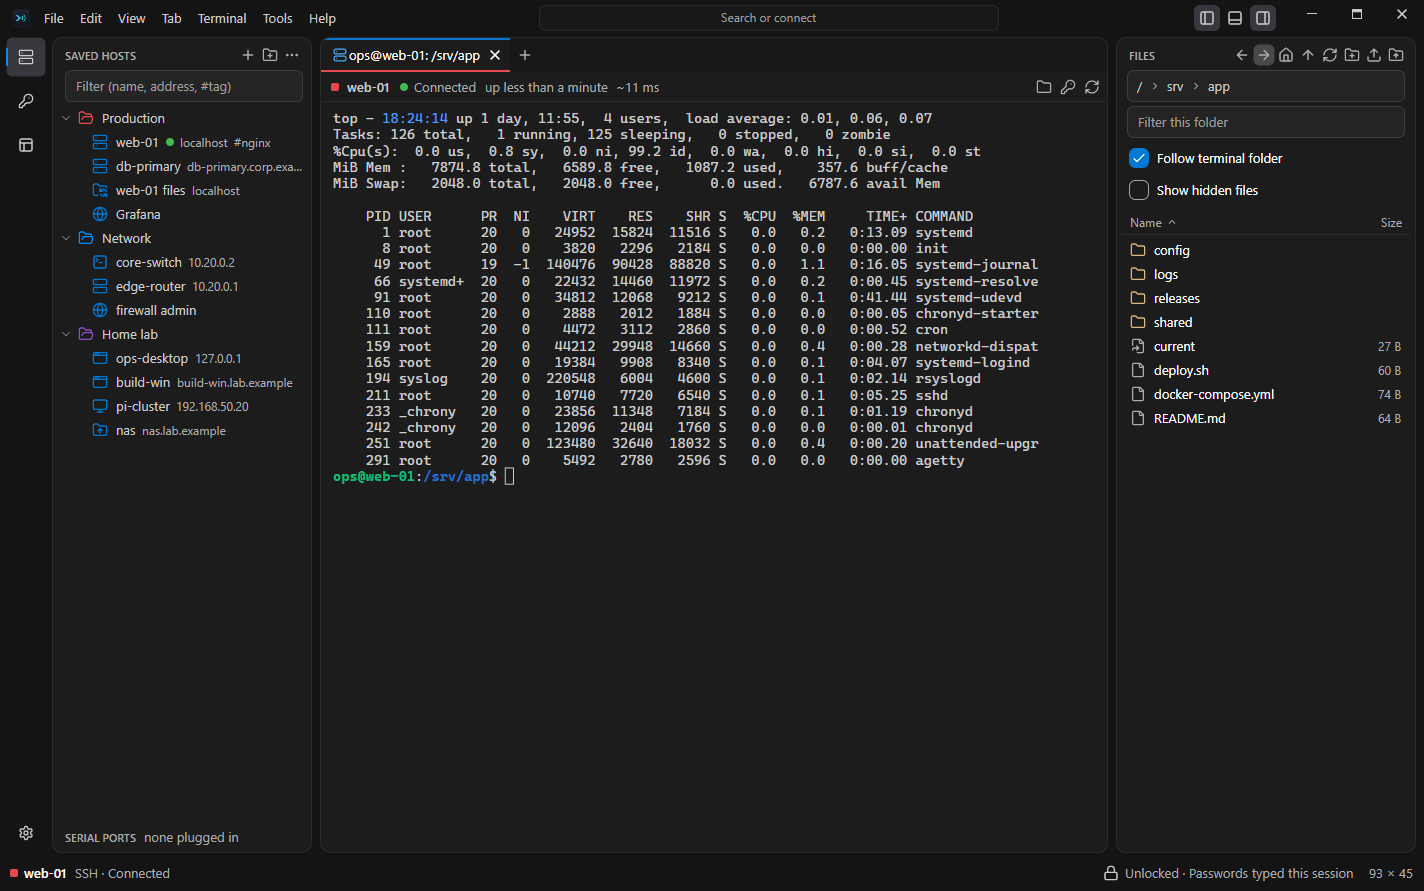 File Edit View Tab Terminal Tools Help
Search or connect
SAVED HOSTS
Filter (name, address, #tag)
Production
web-01 localhost #nginx
db-primary db-primary.corp.exa...
web-01 files localhost
Grafana
Network
core-switch 10.20.0.2
edge-router 10.20.0.1
firewall admin
Home lab
ops-desktop 127.0.0.1
build-win build-win.lab.example
pi-cluster 192.168.50.20
nas nas.lab.example
SERIAL PORTS none plugged in
ops@web-01: /srv/app
web-01 Connected up less than a minute ~11 ms
top - 18:24:14 up 1 day, 11:55,  4 users,  load average: 0.01, 0.06, 0.07
Tasks: 126 total,   1 running, 125 sleeping,   0 stopped,   0 zombie
%Cpu(s):  0.0 us,  0.8 sy,  0.0 ni, 99.2 id,  0.0 wa,  0.0 hi,  0.0 si,  0.0 st
MiB Mem :   7874.8 total,   6589.8 free,   1087.2 used,    357.6 buff/cache
MiB Swap:   2048.0 total,   2048.0 free,      0.0 used.   6787.6 avail Mem
PID USER      PR  NI    VIRT    RES    SHR S  %CPU  %MEM     TIME+ COMMAND
1 root      20   0   24952  15824  11516 S   0.0   0.2   0:13.09 systemd
8 root      20   0    3820   2296   2184 S   0.0   0.0   0:00.00 init
49 root      19  -1  140476  90428  88820 S   0.0   1.1   0:16.05 systemd-journal
66 systemd+  20   0   22432  14460  11972 S   0.0   0.2   0:00.45 systemd-resolve
91 root      20   0   34812  12068   9212 S   0.0   0.1   0:41.44 systemd-udevd
110 root      20   0    2888   2012   1884 S   0.0   0.0   0:00.05 chronyd-starter
111 root      20   0    4472   3112   2860 S   0.0   0.0   0:00.52 cron
159 root      20   0   44212  29948  14660 S   0.0   0.4   0:00.28 networkd-dispat
165 root      20   0   19384   9908   8340 S   0.0   0.1   0:04.07 systemd-logind
194 syslog    20   0  220548   6004   4600 S   0.0   0.1   0:02.14 rsyslogd
211 root      20   0   10740   7720   6540 S   0.0   0.1   0:05.25 sshd
233 _chrony   20   0   23856  11348   7184 S   0.0   0.1   0:01.19 chronyd
242 _chrony   20   0   12096   2404   1760 S   0.0   0.0   0:00.01 chronyd
251 root      20   0  123480  32640  18032 S   0.0   0.4   0:00.20 unattended-upgr
291 root      20   0    5492   2780   2596 S   0.0   0.0   0:00.00 agetty
ops@web-01:/srv/app$
FILES
/ srv app
Filter this folder
Follow terminal folder
Show hidden files
Name Size
config
logs
releases
shared
current 27 B
deploy.sh 60 B
docker-compose.yml 74 B
README.md 64 B
web-01 SSH · Connected
Unlocked · Passwords typed this session 93 × 45